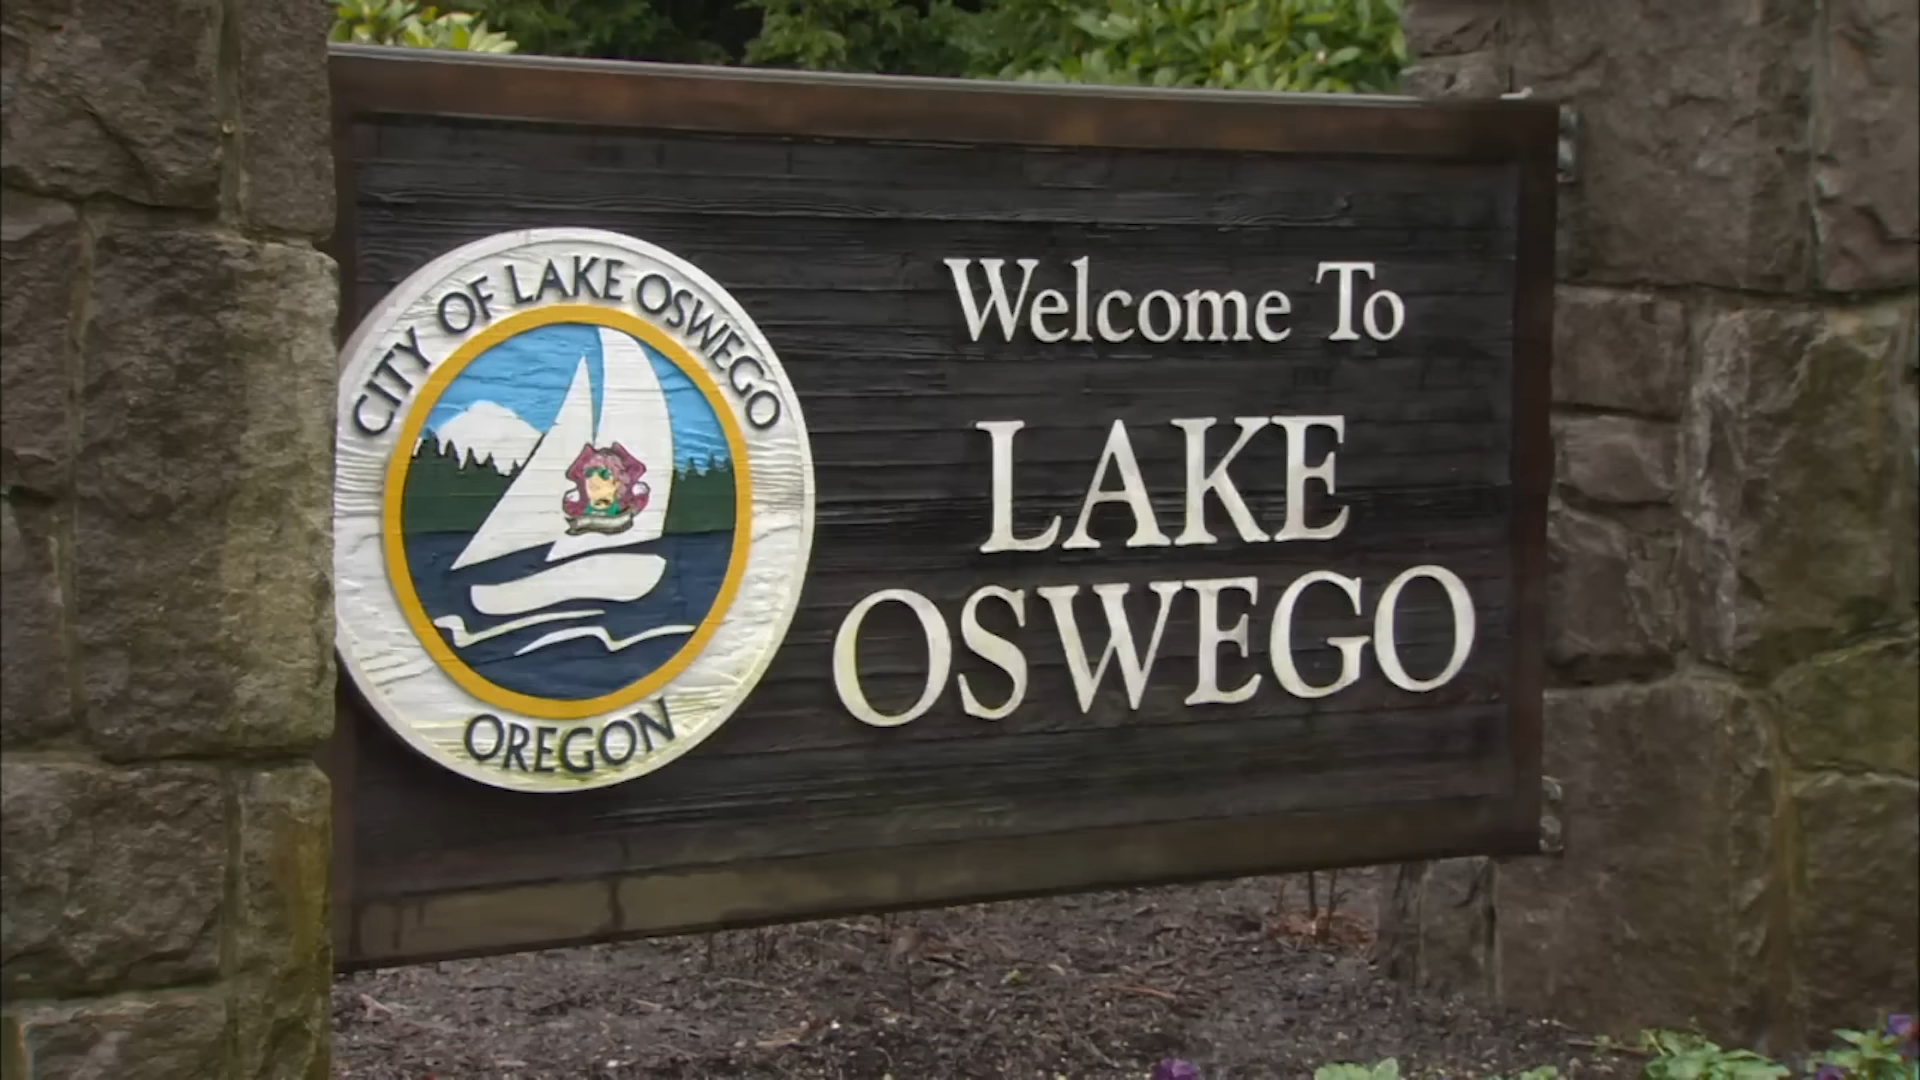 CITY OF LAKE OSWEGO
OREGON
Welcome To
LAKE
OSWEGO